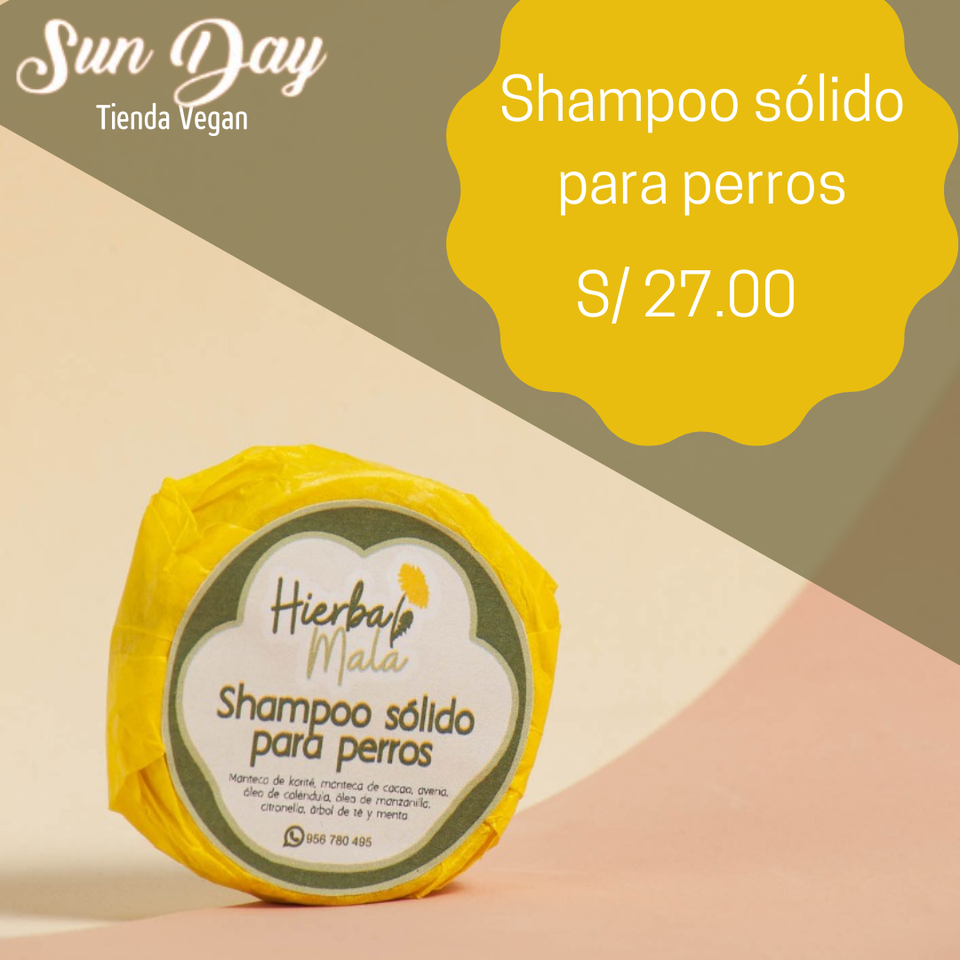 Sun Day
Tienda Vegan
Shampoo sólido
para perros
S/ 27.00
Hierba
Mala
Shampoo sólido
para perros
Manteca de karité, manteca de cacao, avena,
óleo de caléndula, óleo de manzanilla,
citronella, árbol de té y menta
956 780 495